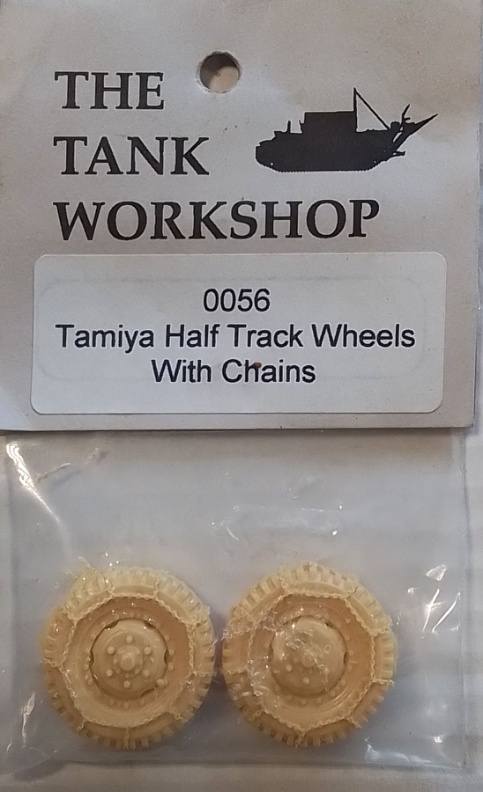 THE
TANK
WORKSHOP
0056
Tamiya Half Track Wheels
With Chains